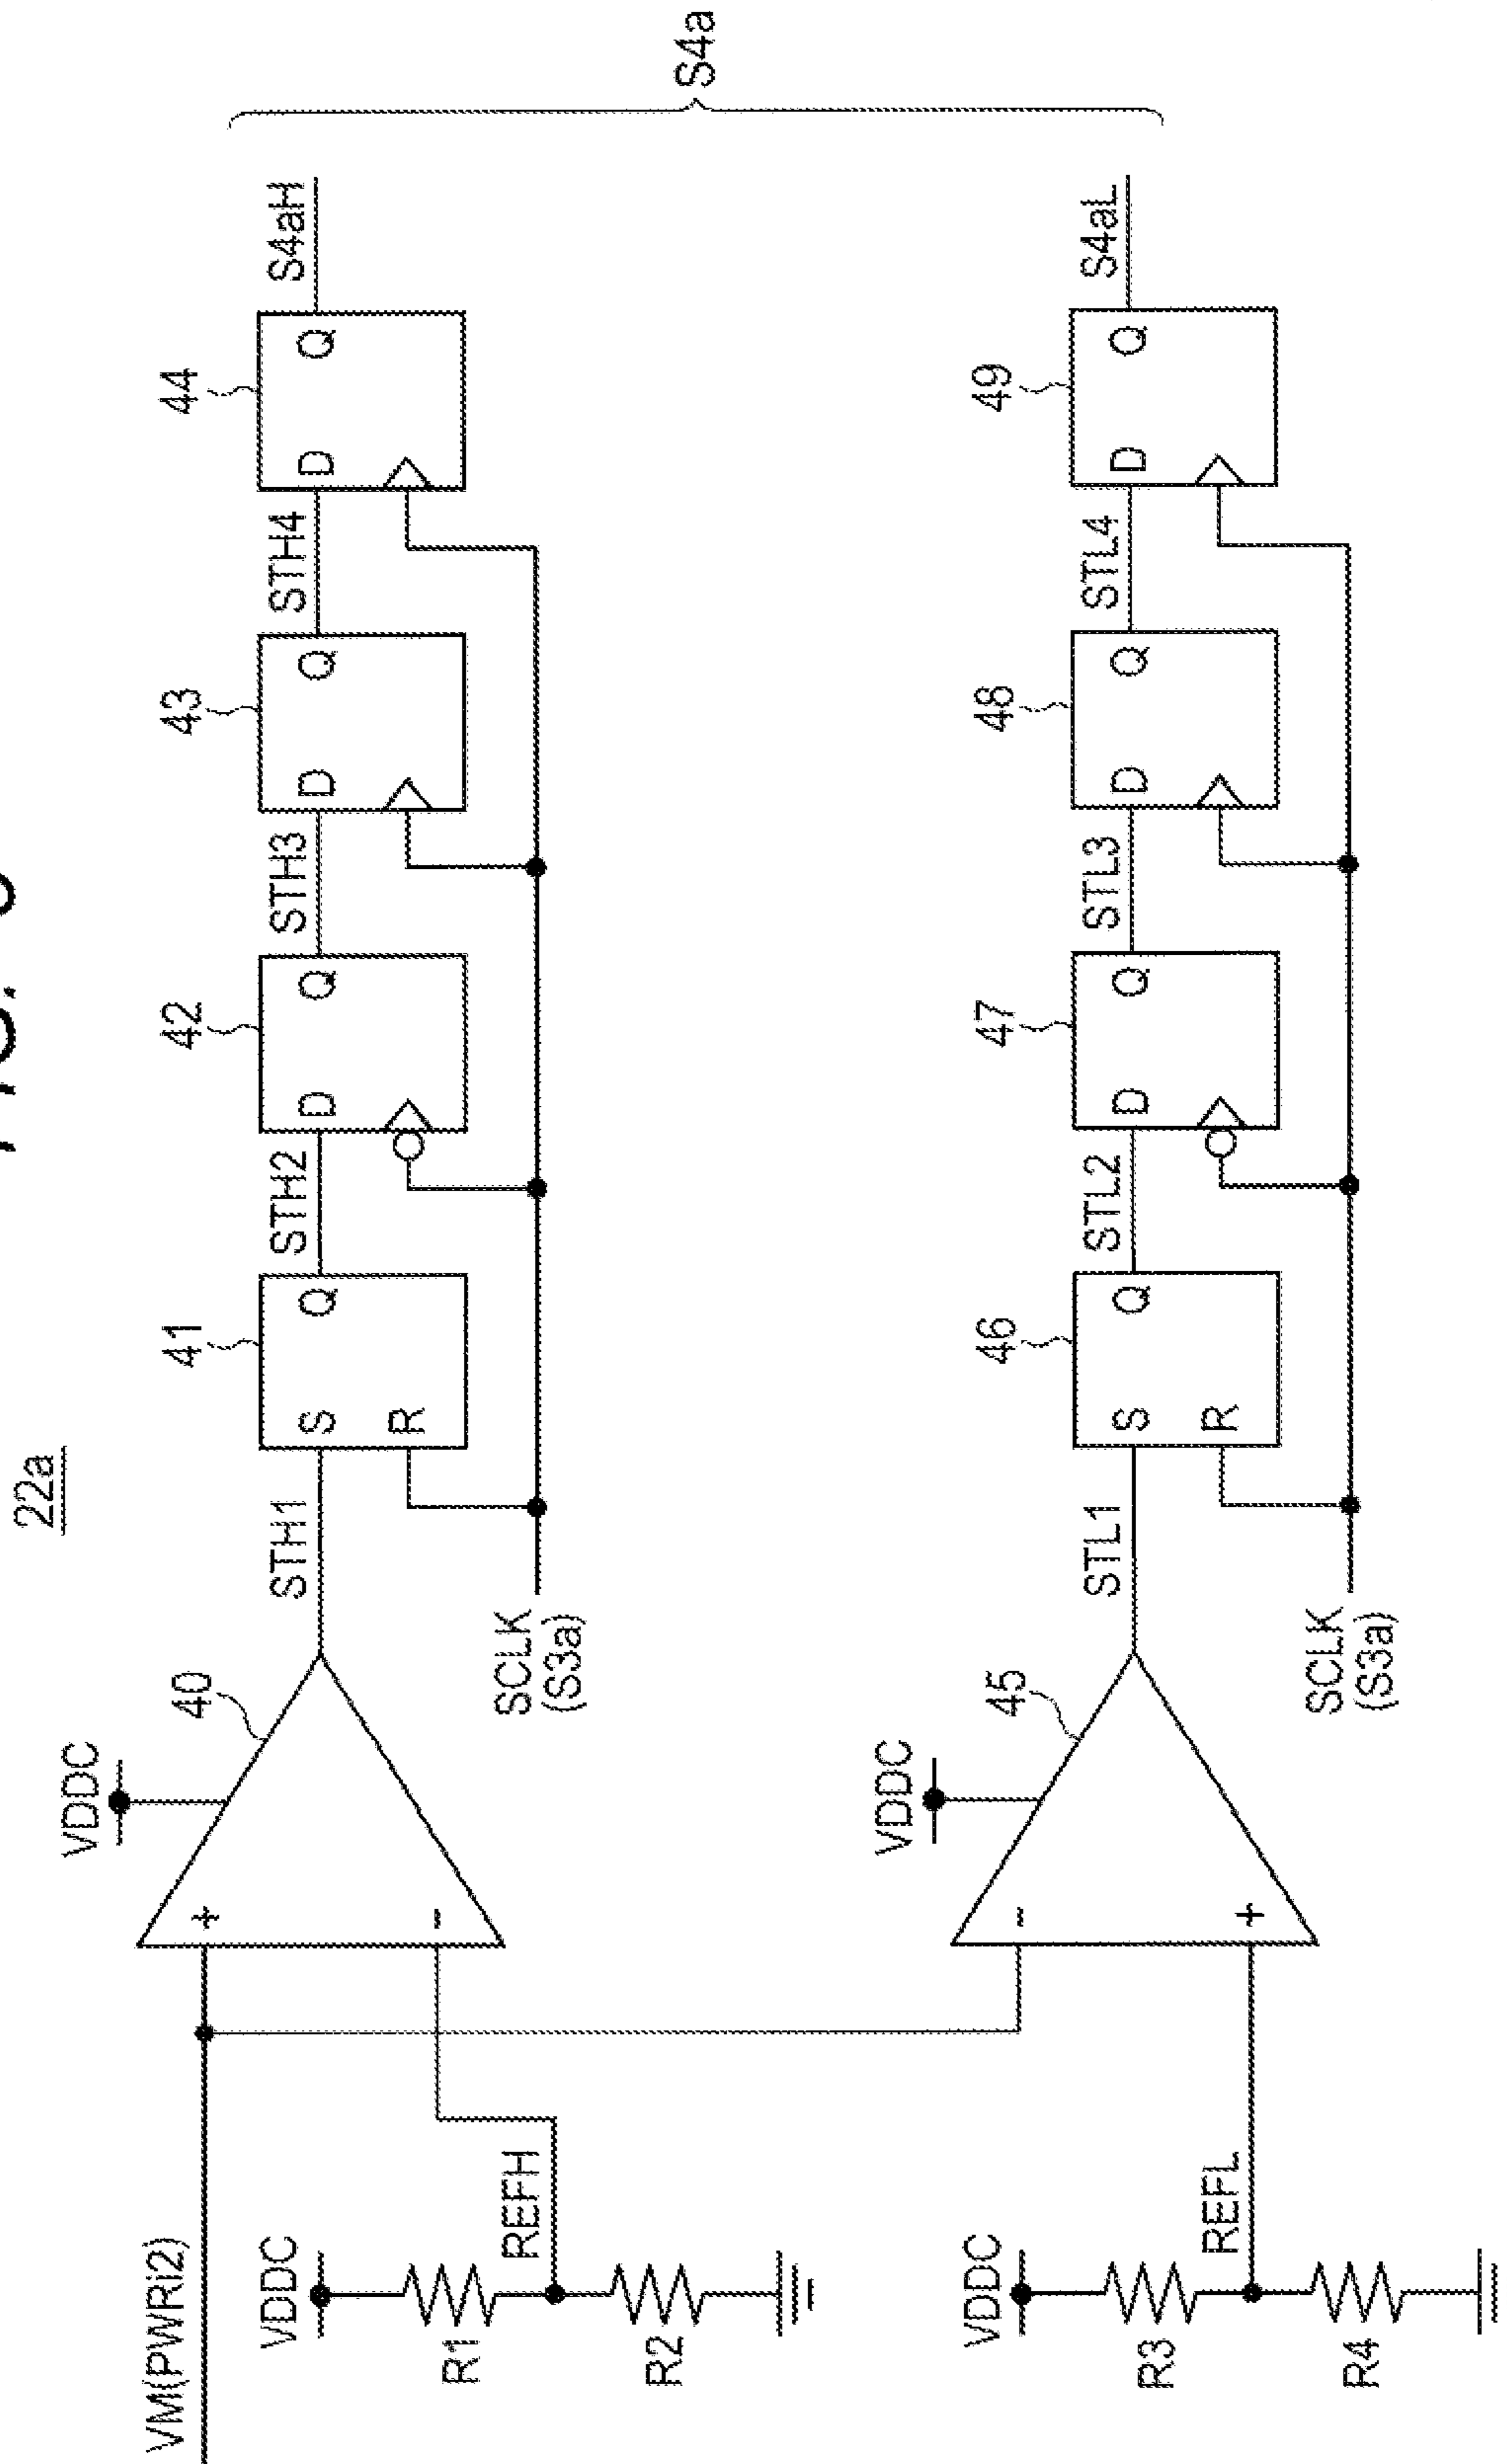 FIG.
22a
VM(PWRi2)
VDDC
R1
R2
REFH
+
-
VDDC
40
STH1
SCLK
(S3a)
41
S
R
Q
STH2
42
D
Q
STH3
43
D
Q
STH4
44
D
Q
S4aH
S4a
VDDC
R3
R4
REFL
-
+
VDDC
45
STL1
SCLK
(S3a)
46
S
R
Q
STL2
47
D
Q
STL3
48
D
Q
STL4
49
D
Q
S4aL